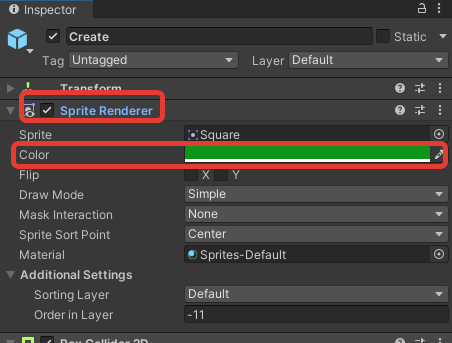 Inspector
Create
Static
Tag Untagged Layer Default
Transform
Sprite Renderer
Sprite Square
Color
Flip X Y
Draw Mode Simple
Mask Interaction None
Sprite Sort Point Center
Material Sprites-Default
Additional Settings
Sorting Layer Default
Order in Layer -11
Box Collider 2D